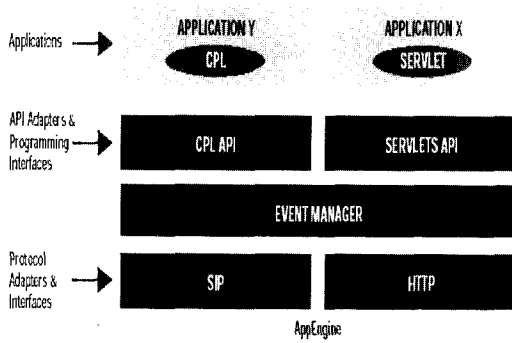 APPLICATION Y APPLICATION X
Applications CPL SERVLET
API Adapters &
Programming
Interfaces
CPL API SERVLETS API
EVENT MANAGER
Protocol
Adapters &
Interfaces
SIP HTTP
AppEngine